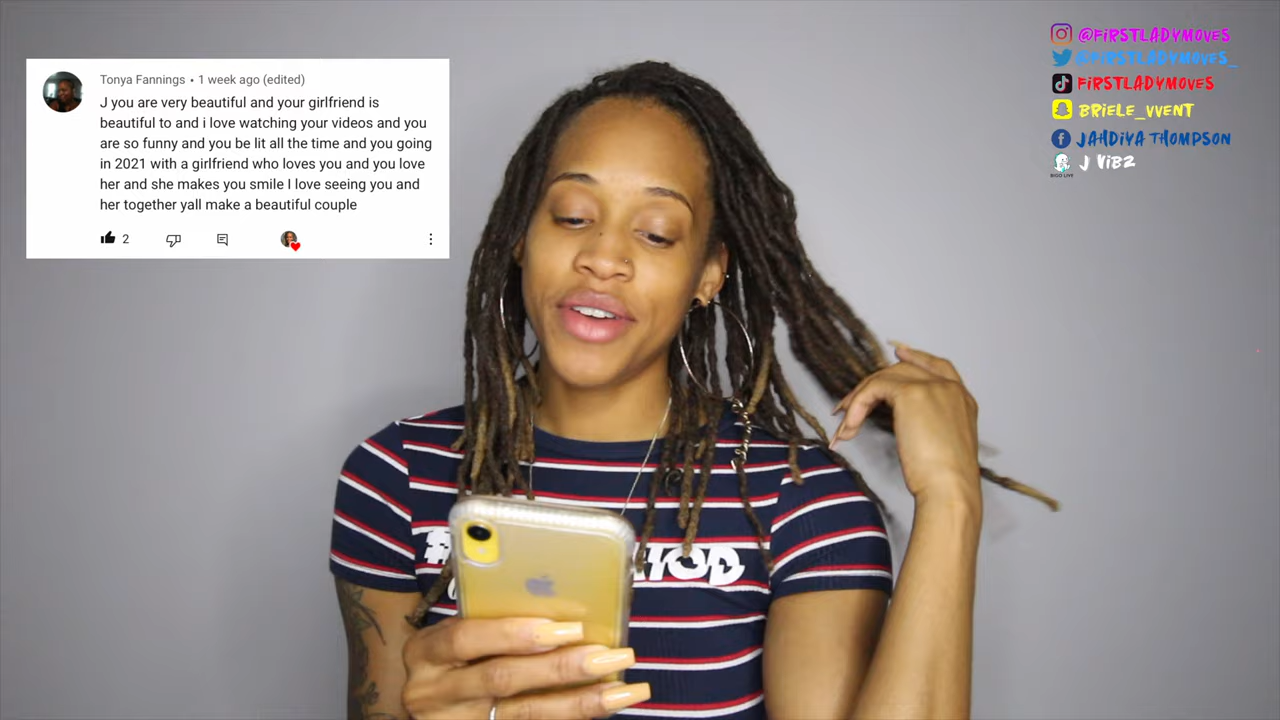 Tonya Fannings • 1 week ago (edited)
J you are very beautiful and your girlfriend is
beautiful to and i love watching your videos and you
are so funny and you be lit all the time and you going
in 2021 with a girlfriend who loves you and you love
her and she makes you smile I love seeing you and
her together yall make a beautiful couple
2
@FIRSTLADYMOVES
@FIRSTLADYMOVES_
FIRSTLADYMOVES
BRIELE_VVENT
JAHDIYA THOMPSON
BIGO LIVE
J VIBZ